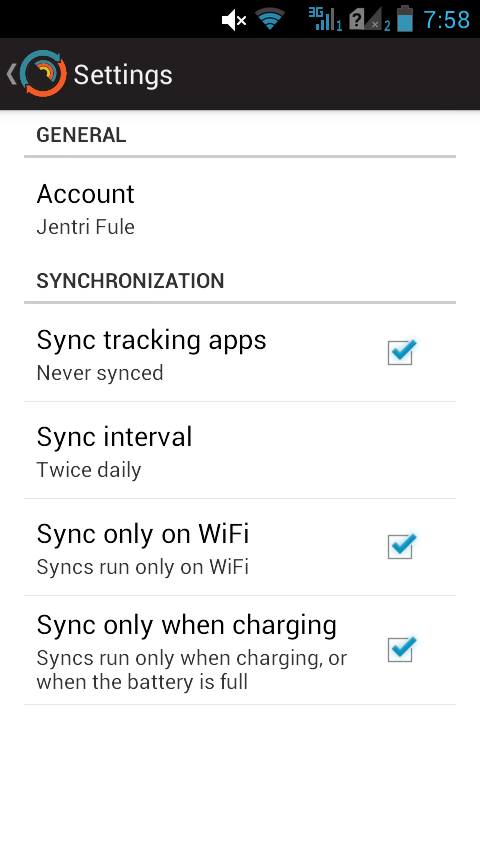 3G 1 ? 2 7:58
Settings
GENERAL
Account
Jentri Fule
SYNCHRONIZATION
Sync tracking apps
Never synced
Sync interval
Twice daily
Sync only on WiFi
Syncs run only on WiFi
Sync only when charging
Syncs run only when charging, or
when the battery is full